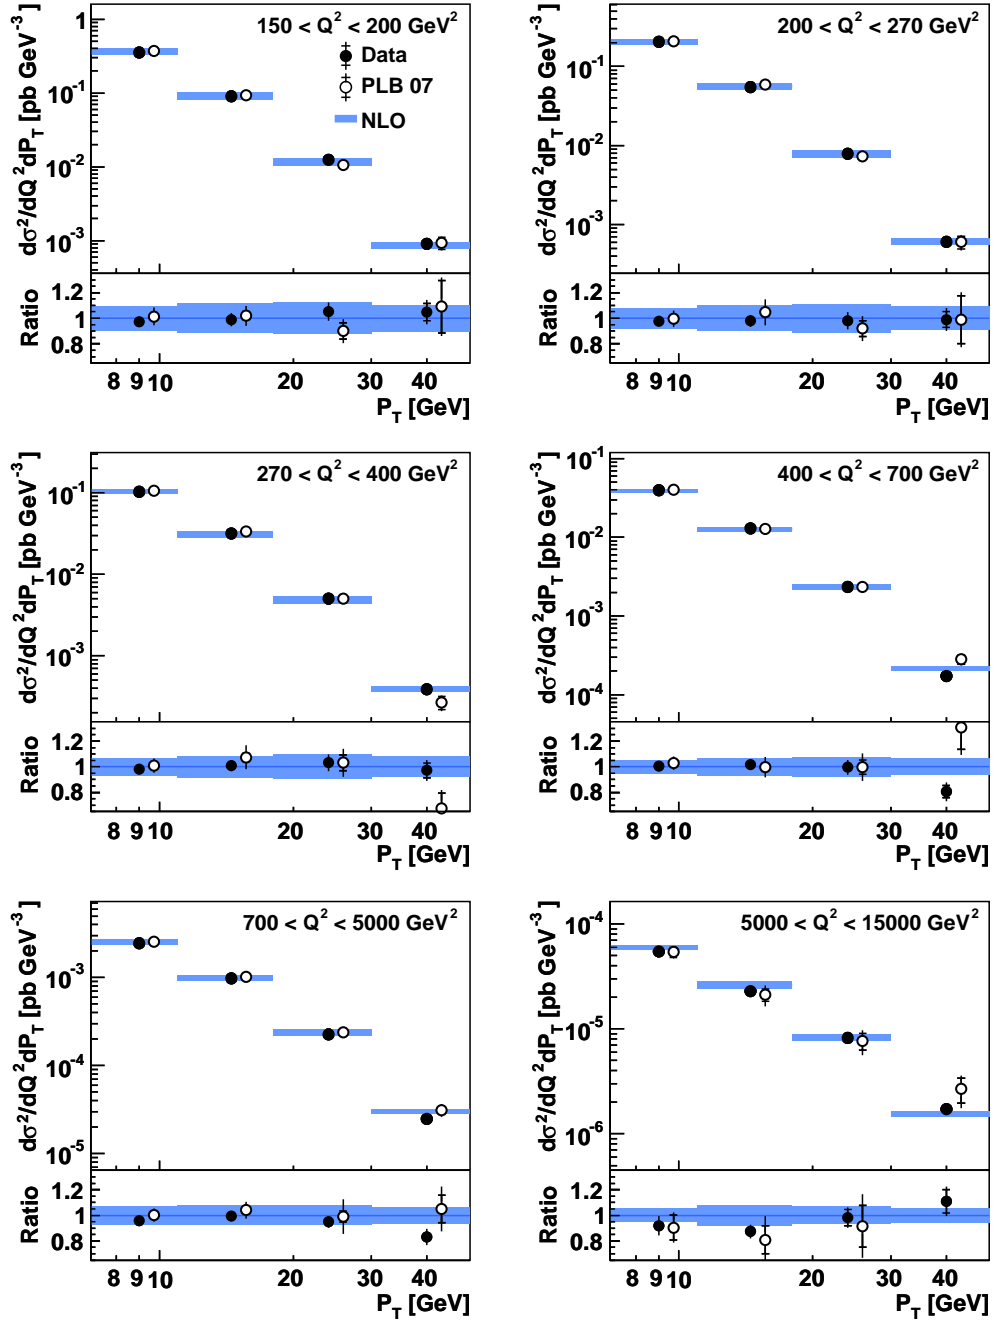 dσ²/dQ²dP_T [pb GeV⁻³]
1
10⁻¹
10⁻²
10⁻³
150 < Q² < 200 GeV²
Data
PLB 07
NLO
Ratio
1.2
1
0.8
8 9 10 20 30 40
P_T [GeV]
dσ²/dQ²dP_T [pb GeV⁻³]
10⁻¹
10⁻²
10⁻³
200 < Q² < 270 GeV²
Ratio
1.2
1
0.8
8 9 10 20 30 40
P_T [GeV]
dσ²/dQ²dP_T [pb GeV⁻³]
10⁻¹
10⁻²
10⁻³
270 < Q² < 400 GeV²
Ratio
1.2
1
0.8
8 9 10 20 30 40
P_T [GeV]
dσ²/dQ²dP_T [pb GeV⁻³]
10⁻¹
10⁻²
10⁻³
10⁻⁴
400 < Q² < 700 GeV²
Ratio
1.2
1
0.8
8 9 10 20 30 40
P_T [GeV]
dσ²/dQ²dP_T [pb GeV⁻³]
10⁻³
10⁻⁴
10⁻⁵
700 < Q² < 5000 GeV²
Ratio
1.2
1
0.8
8 9 10 20 30 40
P_T [GeV]
dσ²/dQ²dP_T [pb GeV⁻³]
10⁻⁴
10⁻⁵
10⁻⁶
5000 < Q² < 15000 GeV²
Ratio
1.2
1
0.8
8 9 10 20 30 40
P_T [GeV]